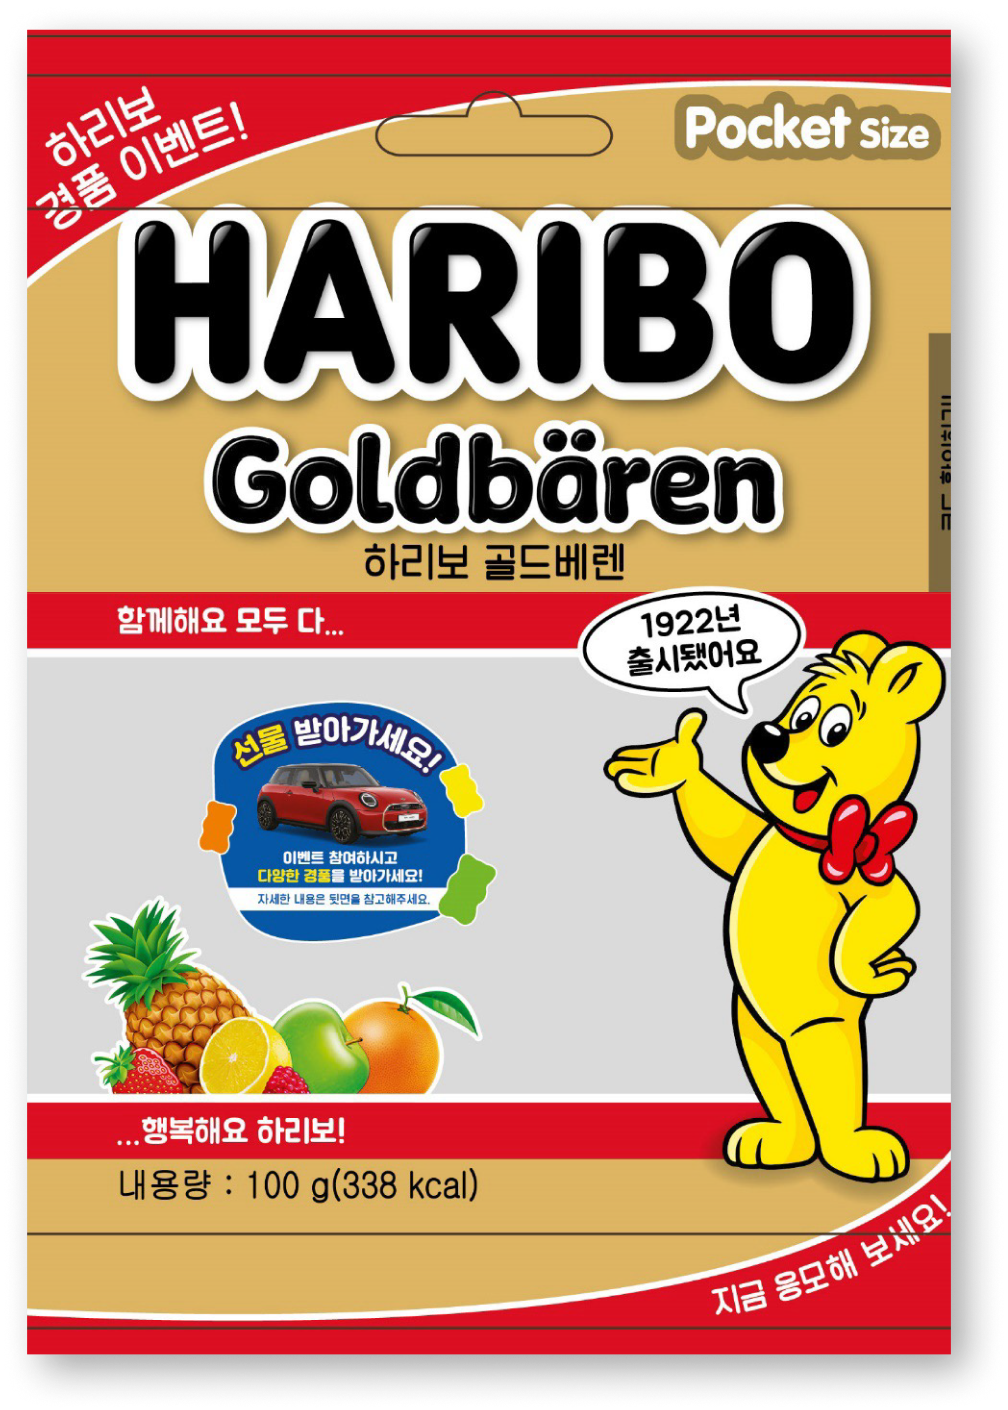 하리보
경품 이벤트!
Pocket Size
HARIBO
Goldbären
하리보 골드베렌
함께해요 모두 다...
1922년
출시됐어요
선물 받아가세요!
이벤트 참여하시고
다양한 경품을 받아가세요!
자세한 내용은 뒷면을 참고해주세요.
...행복해요 하리보!
내용량 : 100 g(338 kcal)
지금 응모해 보세요!